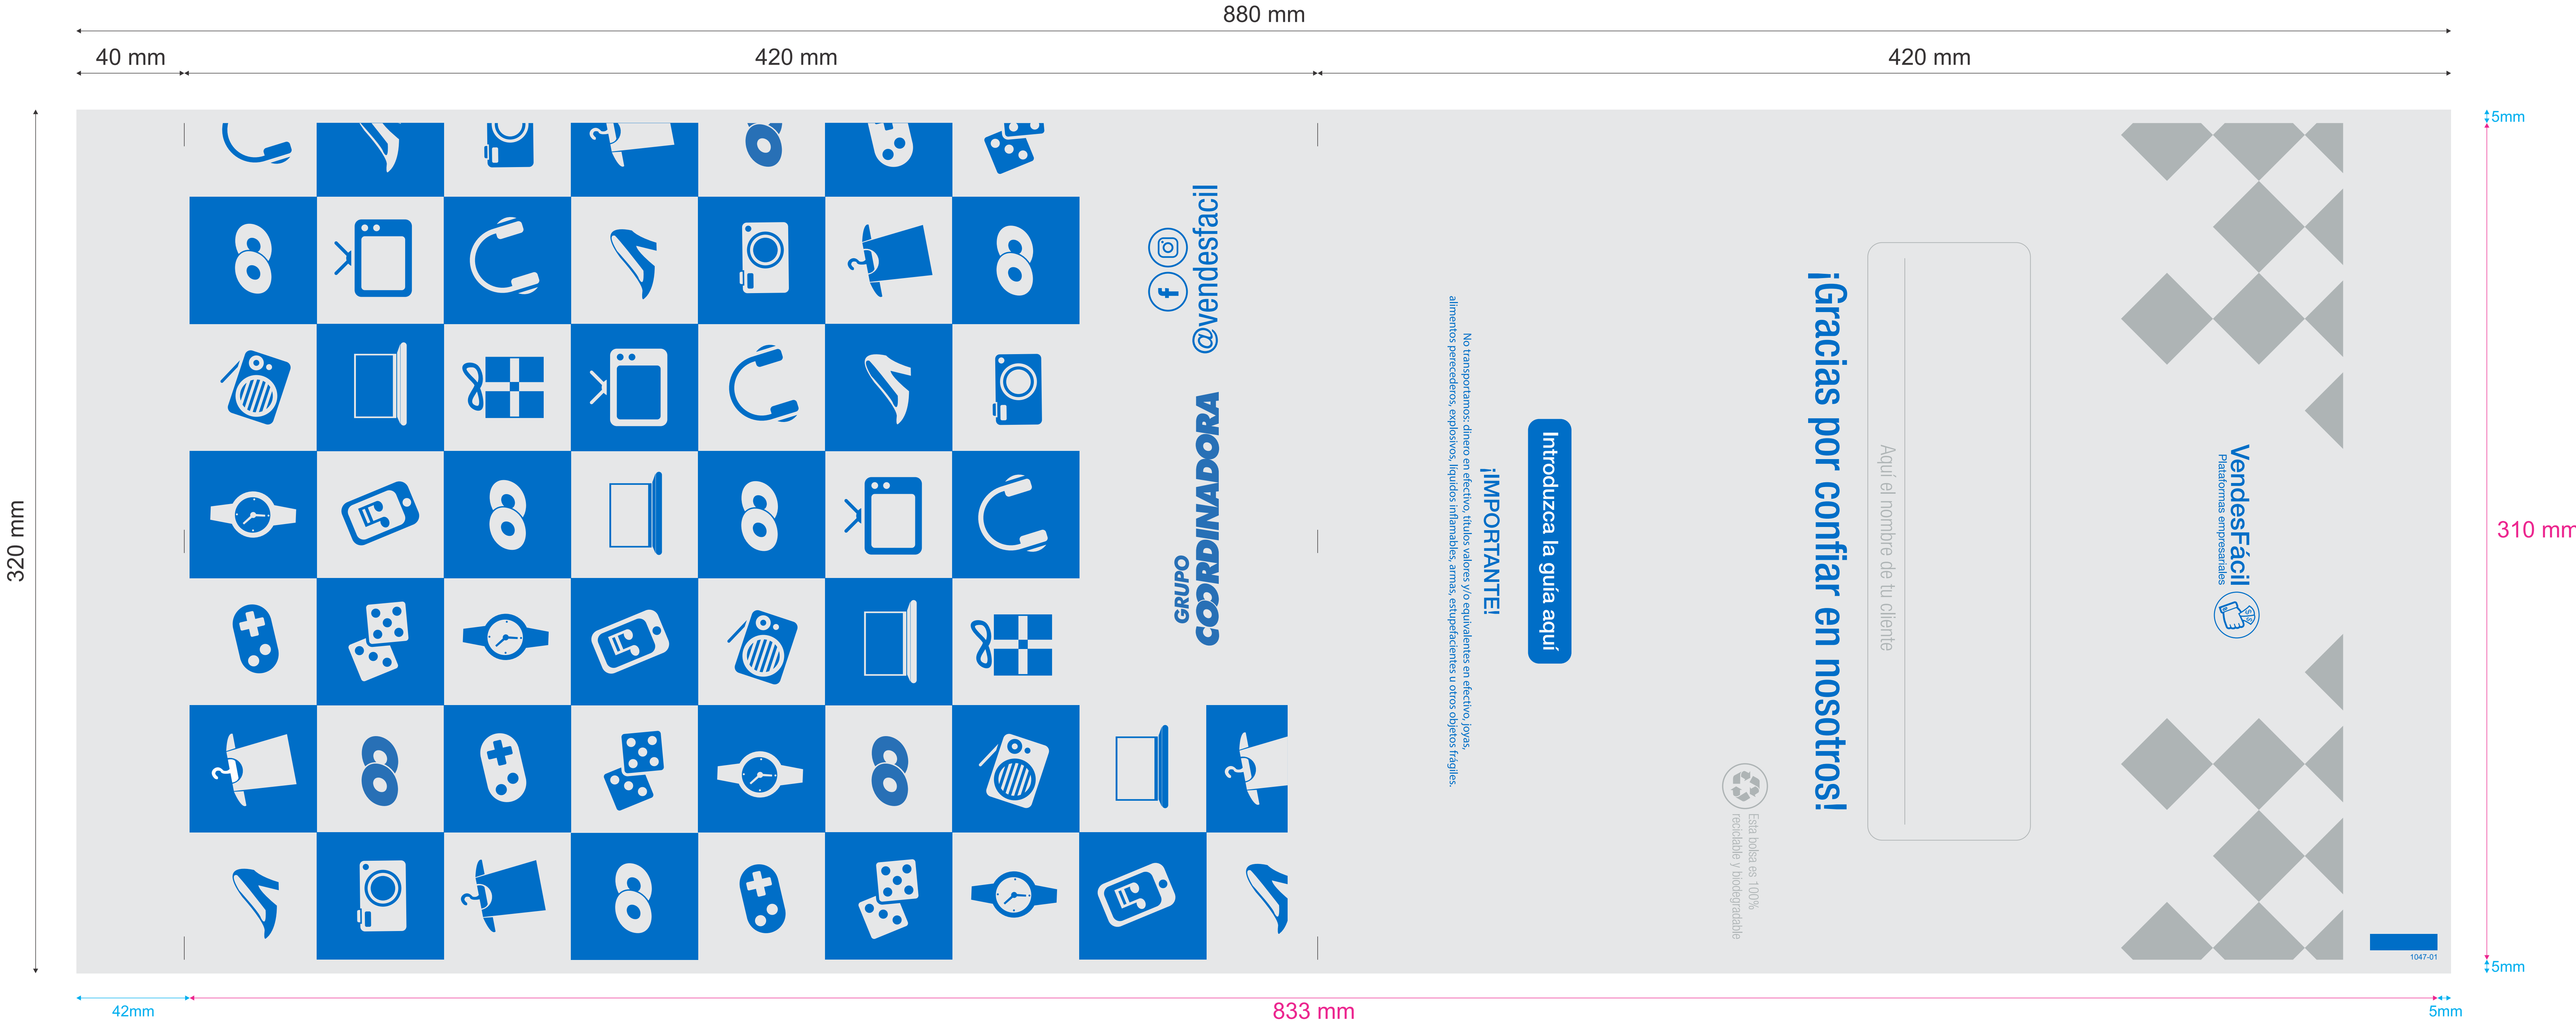 880 mm
40 mm
420 mm
420 mm
320 mm
5mm
310 mm
5mm
42mm
833 mm
5mm
@vendesfacil
GRUPO
COORDINADORA
¡IMPORTANTE!
No transportamos: dinero en efectivo, títulos valores y/o equivalentes en efectivo, joyas,
alimentos perecederos, explosivos, líquidos inflamables, armas, estupefacientes u otros objetos frágiles.
Introduzca la guía aquí
Esta bolsa es 100%
reciclable y biodegradable
¡Gracias por confiar en nosotros!
Aquí el nombre de tu cliente
VendesFácil
Plataformas empresariales
1047-01